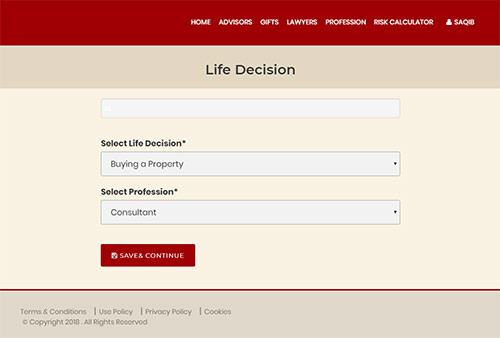 HOME ADVISORS GIFTS LAWYERS PROFESSION RISK CALCULATOR SAQIB
Life Decision
Select Life Decision*
Buying a Property
Select Profession*
Consultant
SAVE& CONTINUE
Terms & Conditions | Use Policy | Privacy Policy | Cookies
© Copyright 2018 . All Rights Reserved